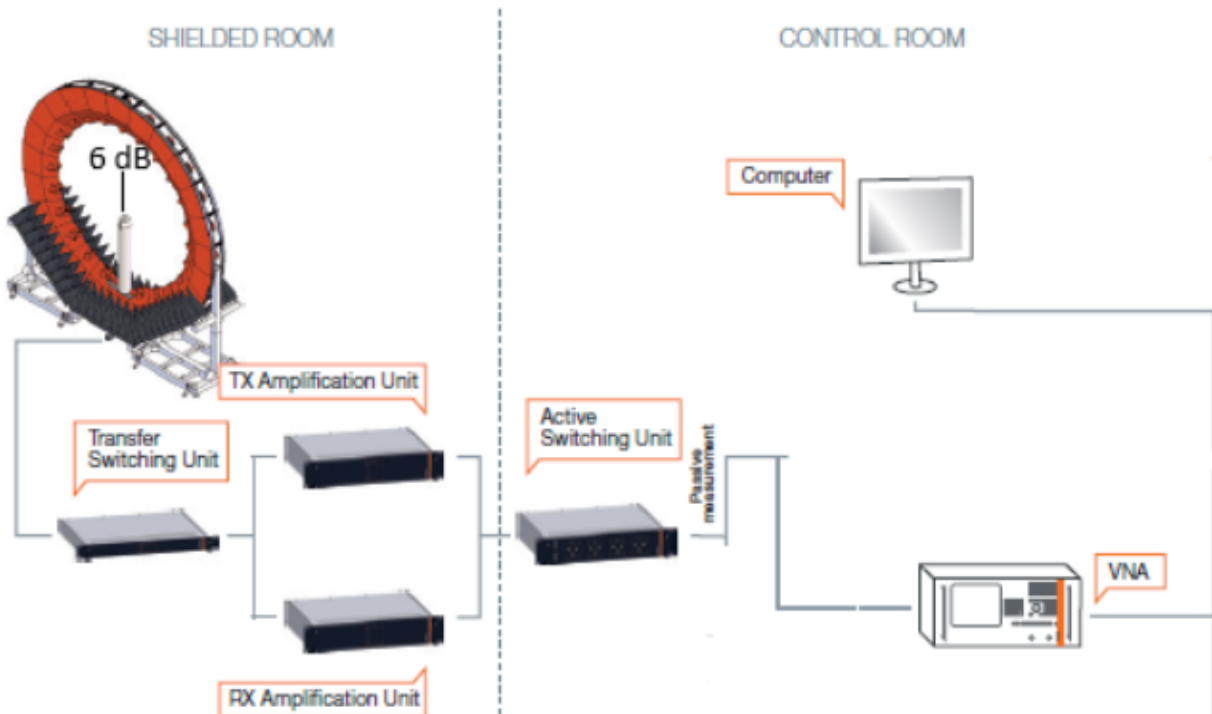 SHIELDED ROOM
CONTROL ROOM
6 dB
Computer
TX Amplification Unit
Transfer
Switching Unit
Active
Switching Unit
Passive
measurement
VNA
RX Amplification Unit